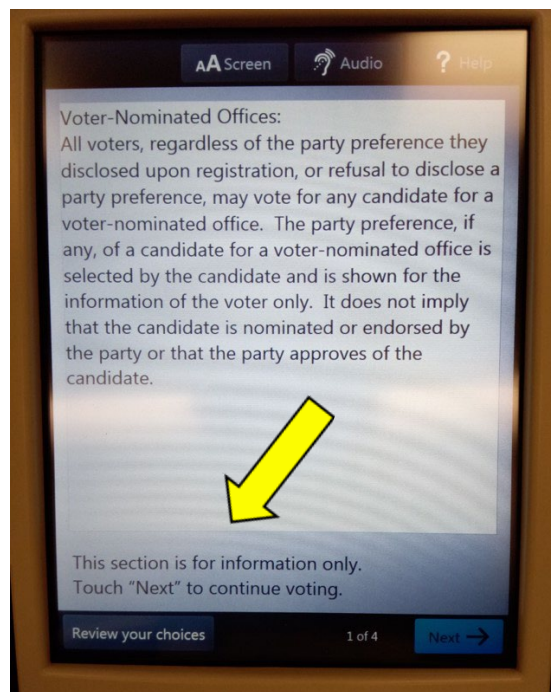 AA Screen Audio ? Help
Voter-Nominated Offices:
All voters, regardless of the party preference they
disclosed upon registration, or refusal to disclose a
party preference, may vote for any candidate for a
voter-nominated office.  The party preference, if
any, of a candidate for a voter-nominated office is
selected by the candidate and is shown for the
information of the voter only.  It does not imply
that the candidate is nominated or endorsed by
the party or that the party approves of the
candidate.
This section is for information only.
Touch “Next” to continue voting.
Review your choices 1 of 4 Next